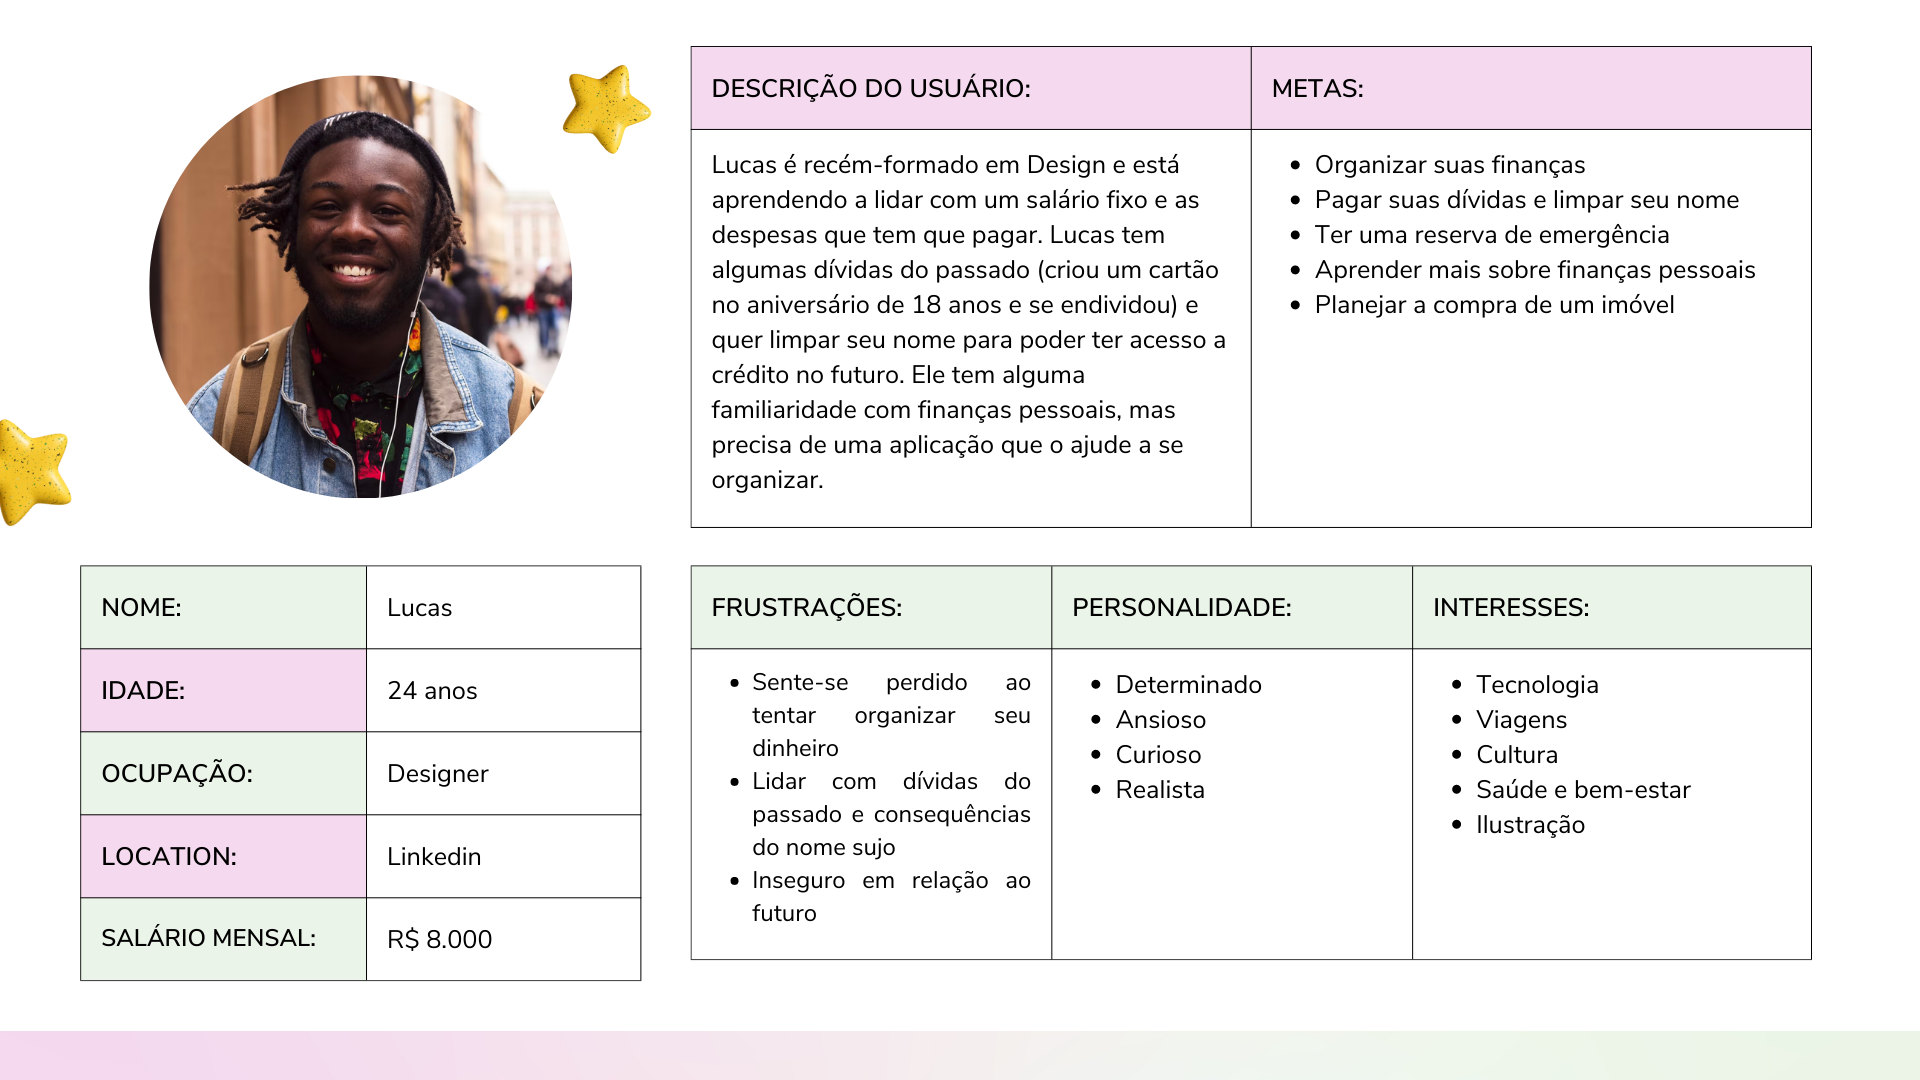 DESCRIÇÃO DO USUÁRIO:
Lucas é recém-formado em Design e está
aprendendo a lidar com um salário fixo e as
despesas que tem que pagar. Lucas tem
algumas dívidas do passado (criou um cartão
no aniversário de 18 anos e se endividou) e
quer limpar seu nome para poder ter acesso a
crédito no futuro. Ele tem alguma
familiaridade com finanças pessoais, mas
precisa de uma aplicação que o ajude a se
organizar.
METAS:
Organizar suas finanças
Pagar suas dívidas e limpar seu nome
Ter uma reserva de emergência
Aprender mais sobre finanças pessoais
Planejar a compra de um imóvel
NOME: Lucas
IDADE: 24 anos
OCUPAÇÃO: Designer
LOCATION: Linkedin
SALÁRIO MENSAL: R$ 8.000
FRUSTRAÇÕES:
Sente-se perdido ao
tentar organizar seu
dinheiro
Lidar com dívidas do
passado e consequências
do nome sujo
Inseguro em relação ao
futuro
PERSONALIDADE:
Determinado
Ansioso
Curioso
Realista
INTERESSES:
Tecnologia
Viagens
Cultura
Saúde e bem-estar
Ilustração